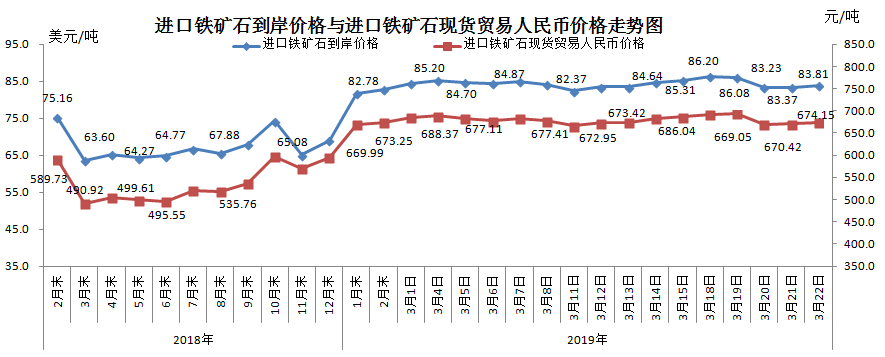 进口铁矿石到岸价格与进口铁矿石现货贸易人民币价格走势图
美元/吨
元/吨
进口铁矿石到岸价格
进口铁矿石现货贸易人民币价格
95.0
85.0
75.0
65.0
55.0
45.0
35.0
850.0
800.0
750.0
700.0
650.0
600.0
550.0
500.0
450.0
400.0
350.0
75.16
63.60
64.27
64.77
67.88
65.08
82.78
85.20
84.70
84.87
82.37
84.64
85.31
86.20
86.08
83.23
83.37
83.81
589.73
490.92
499.61
495.55
535.76
669.99
673.25
688.37
677.11
677.41
672.95
673.42
686.04
669.05
670.42
674.15
2月末
3月末
4月末
5月末
6月末
7月末
8月末
9月末
10月末
11月末
12月末
1月末
2月末
3月1日
3月4日
3月5日
3月6日
3月7日
3月8日
3月11日
3月12日
3月13日
3月14日
3月15日
3月18日
3月19日
3月20日
3月21日
3月22日
2018年
2019年